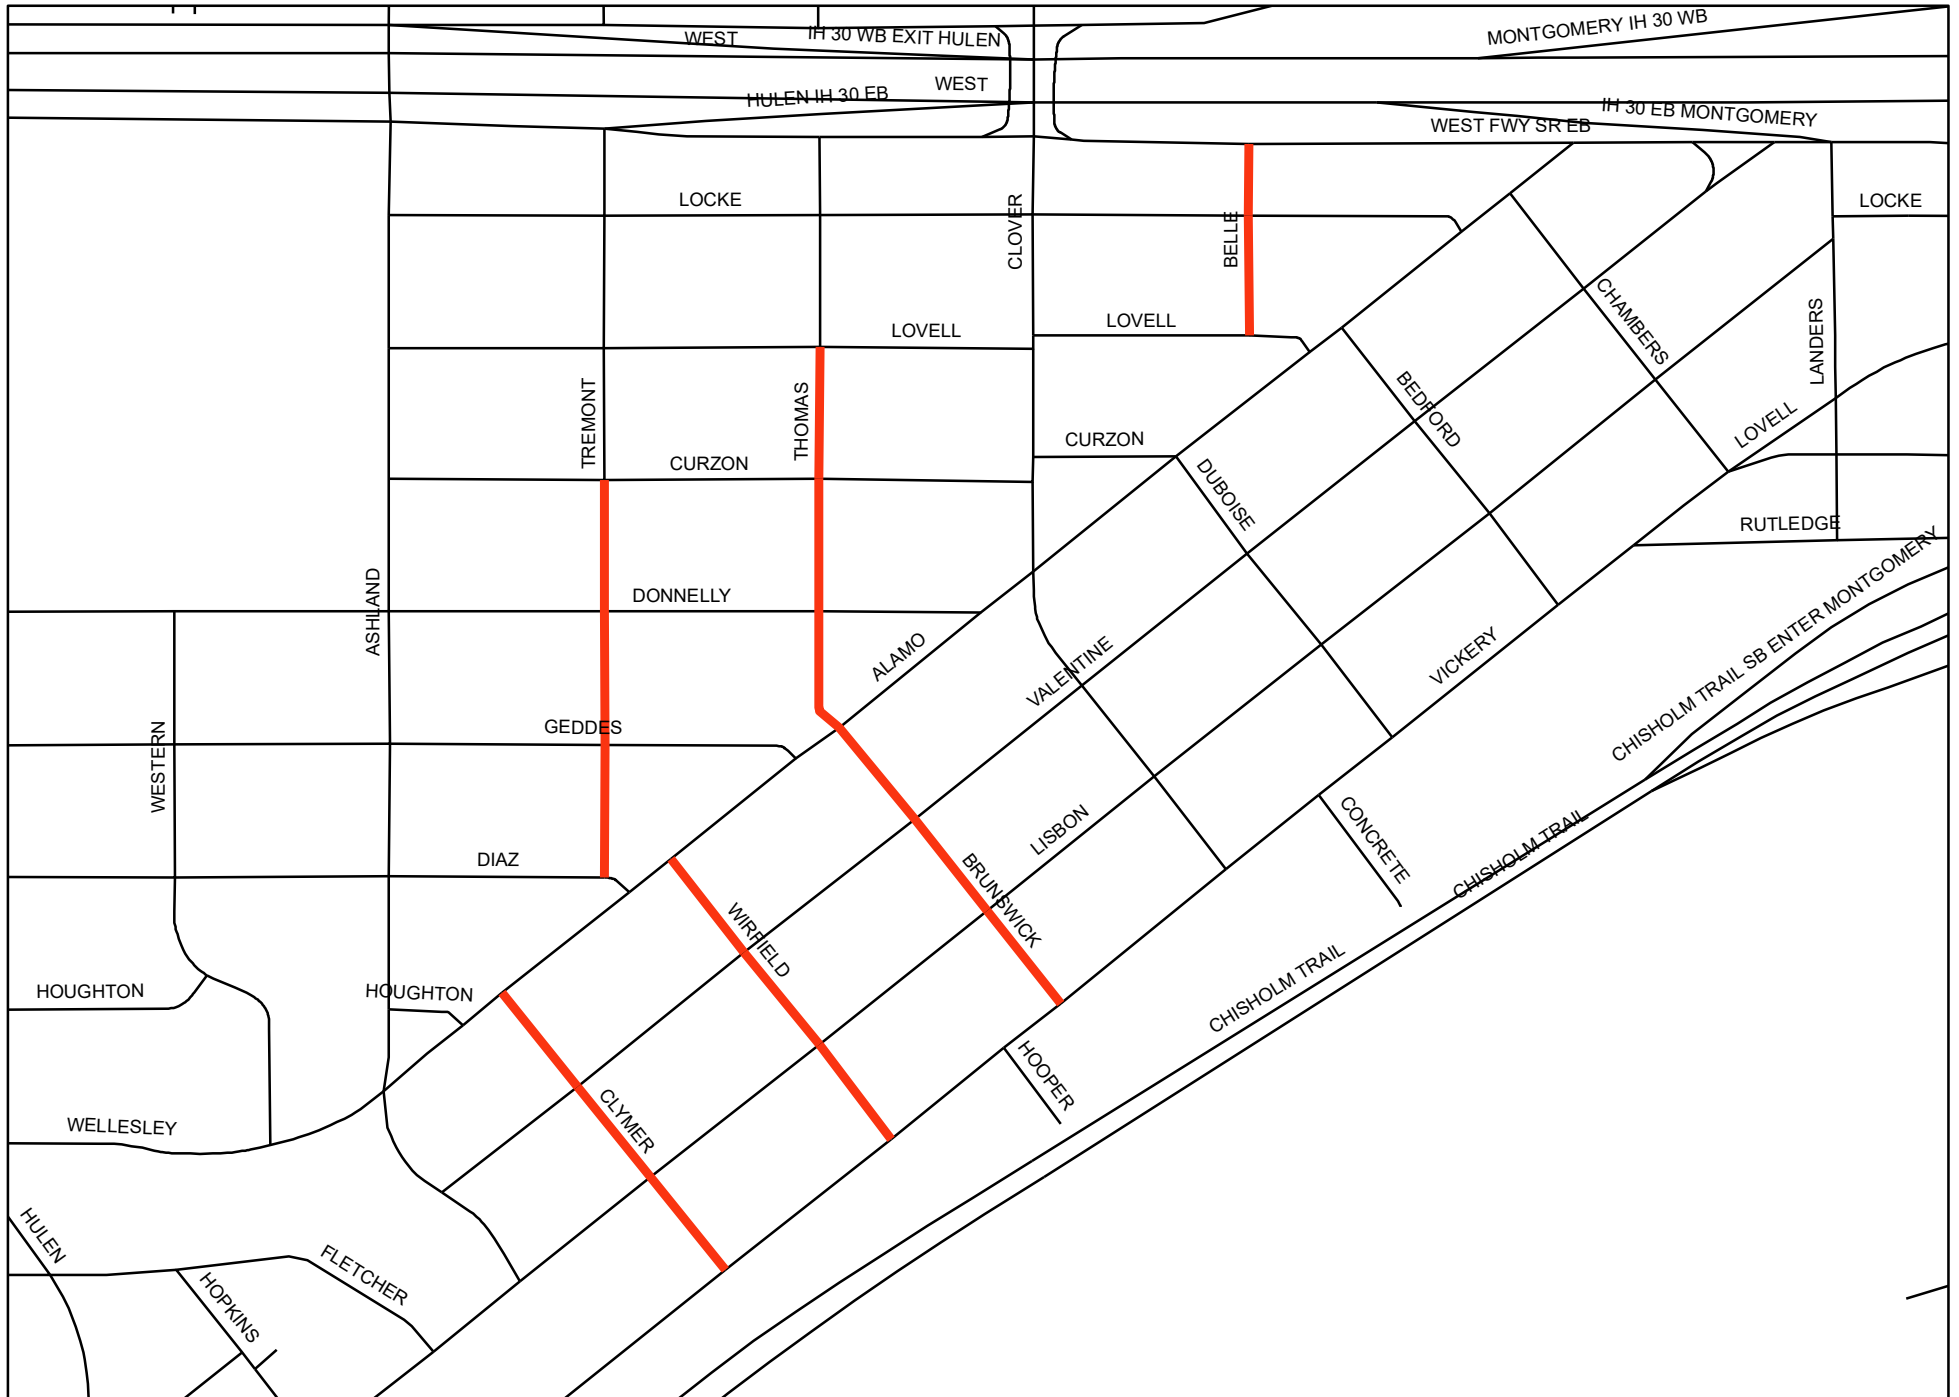 WEST
IH 30 WB EXIT HULEN
MONTGOMERY IH 30 WB
HULEN IH 30 EB
WEST
IH 30 EB MONTGOMERY
WEST FWY SR EB
LOCKE
CLOVER
BELLE
LOCKE
LOVELL
LOVELL
CHAMBERS
LANDERS
TREMONT
THOMAS
CURZON
CURZON
BEDFORD
LOVELL
DUBOISE
RUTLEDGE
ASHLAND
DONNELLY
ALAMO
VALENTINE
VICKERY
CHISHOLM TRAIL SB ENTER MONTGOMERY
WESTERN
GEDDES
DIAZ
LISBON
CONCRETE
CHISHOLM TRAIL
WIRFIELD
BRUNSWICK
HOUGHTON
HOUGHTON
CHISHOLM TRAIL
WELLESLEY
CLYMER
HOOPER
HULEN
FLETCHER
HOPKINS